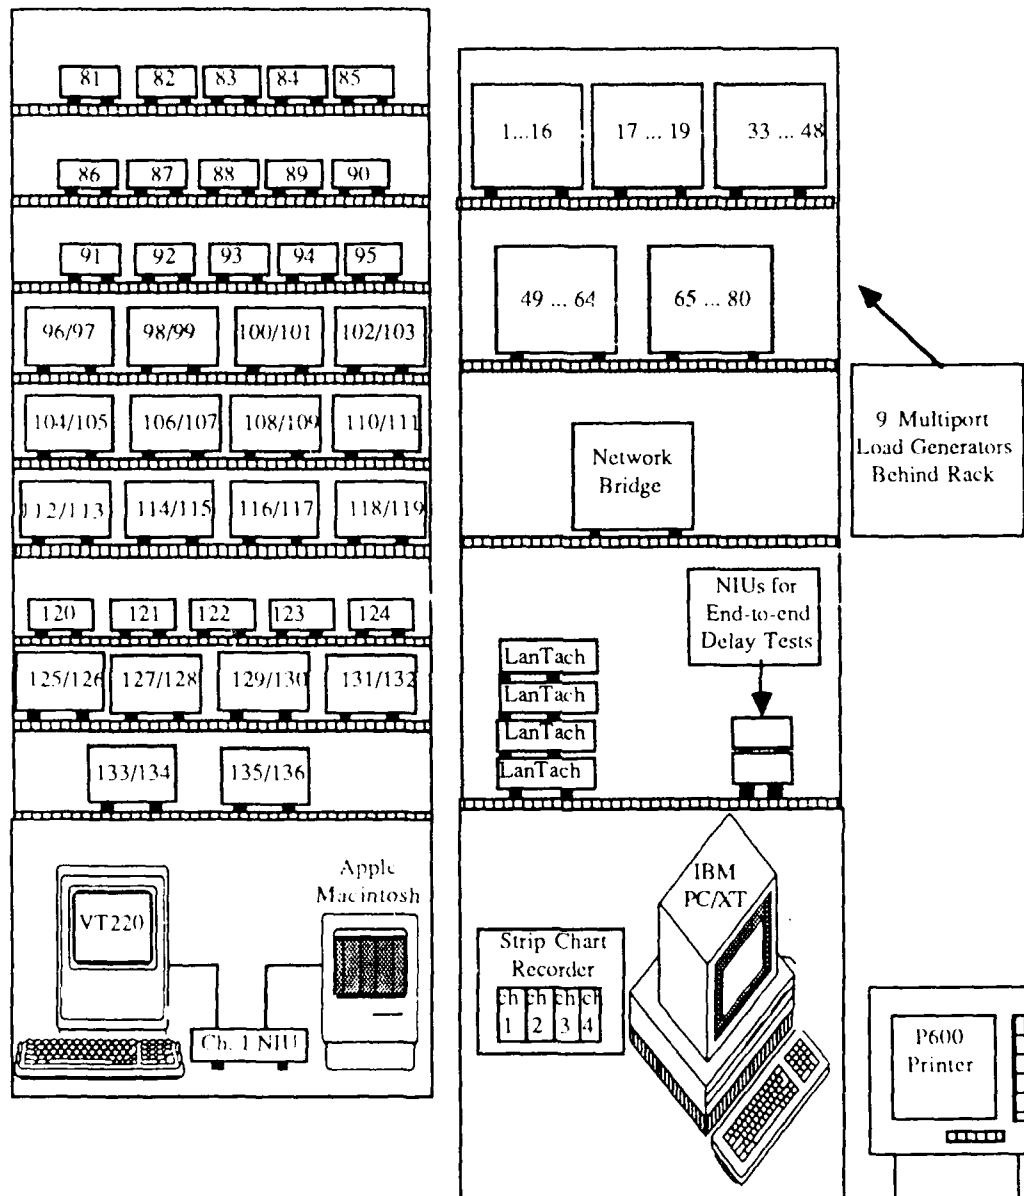 81 82 83 84 85
86 87 88 89 90
91 92 93 94 95
96/97 98/99 100/101 102/103
104/105 106/107 108/109 110/111
112/113 114/115 116/117 118/119
120 121 122 123 124
125/126 127/128 129/130 131/132
133/134 135/136
VT220
Apple
Macintosh
Ch. 1 NIU
1...16 17 ... 19 33 ... 48
49 ... 64 65 ... 80
Network
Bridge
NIUs for
End-to-end
Delay Tests
LanTach
LanTach
LanTach
LanTach
IBM
PC/XT
Strip Chart
Recorder
ch ch ch ch
1 2 3 4
9 Multiport
Load Generators
Behind Rack
P600
Printer